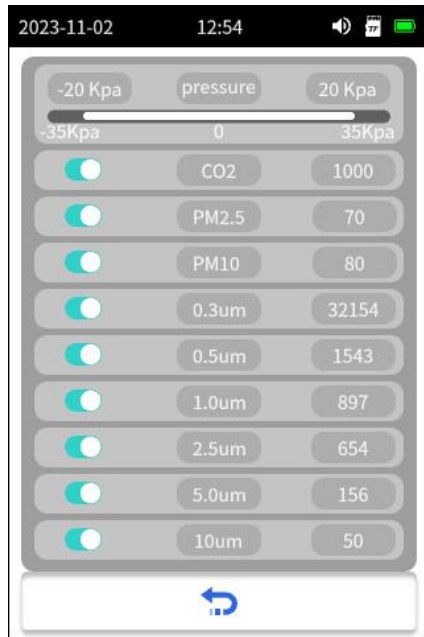 2023-11-02 12:54 TF
-20 Kpa pressure 20 Kpa
-35Kpa 0 35Kpa
CO2 1000
PM2.5 70
PM10 80
0.3um 32154
0.5um 1543
1.0um 897
2.5um 654
5.0um 156
10um 50